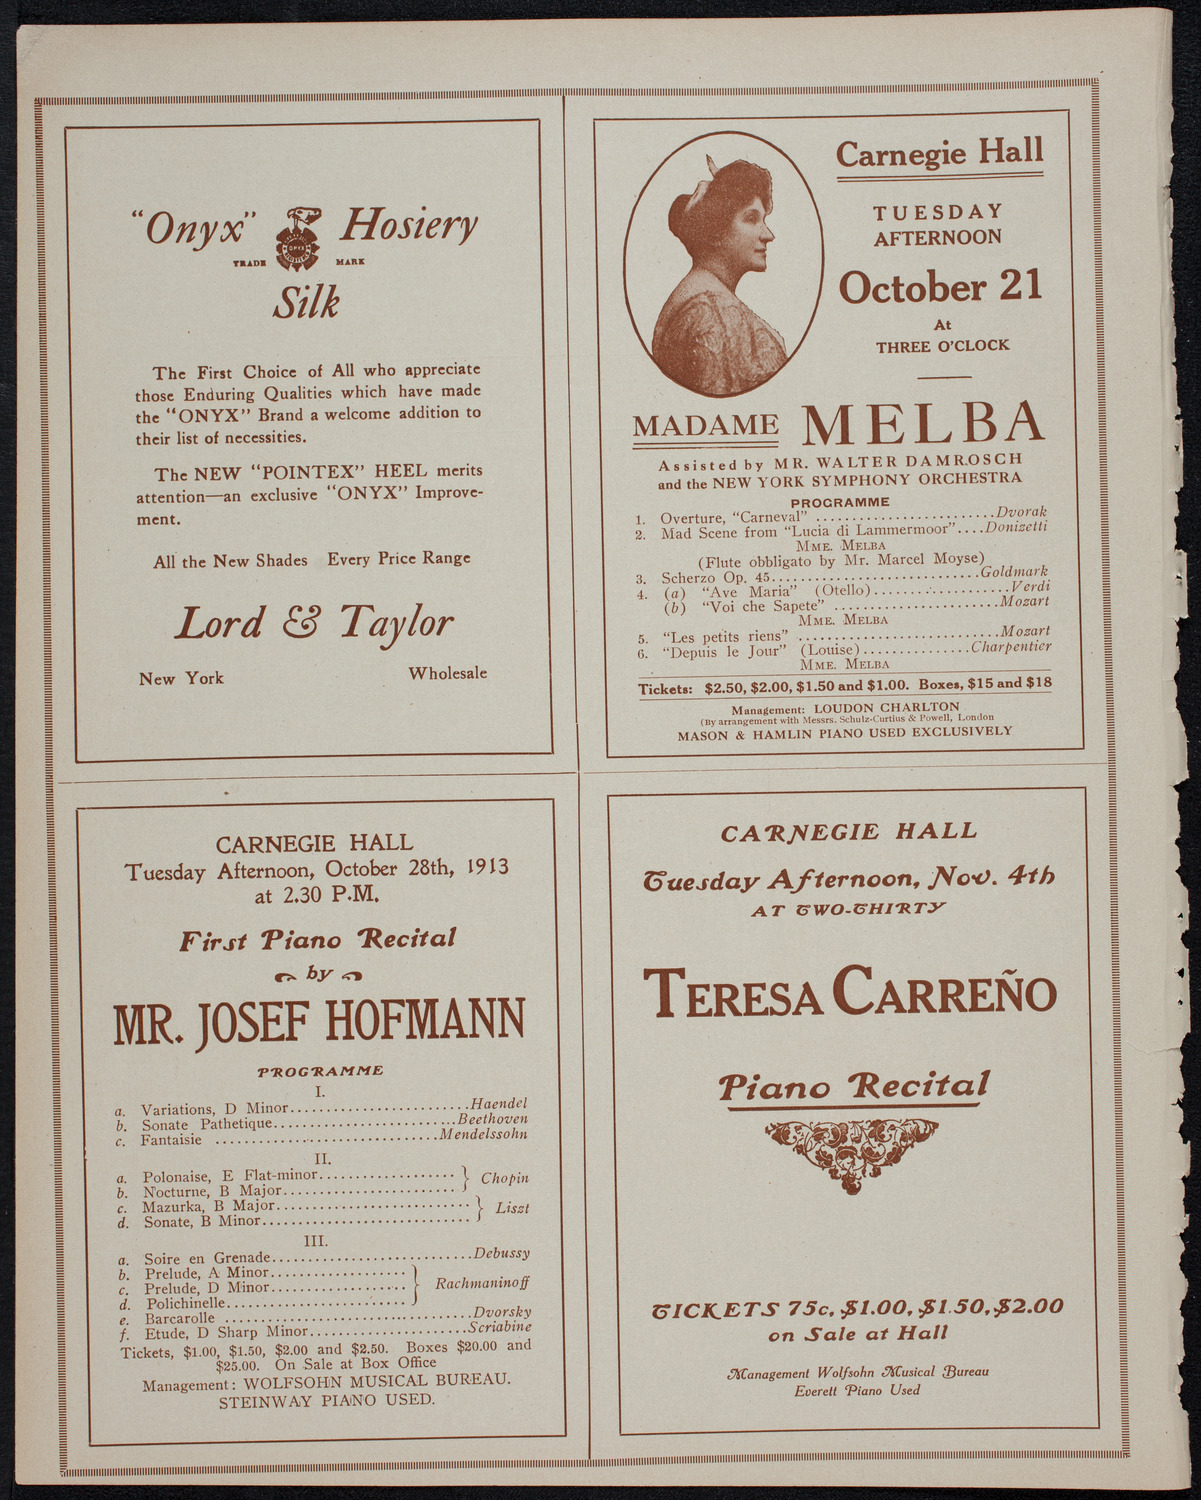 "Onyx" Hosiery
TRADE MARK
ONYX
Silk
The First Choice of All who appreciate
those Enduring Qualities which have made
the "ONYX" Brand a welcome addition to
their list of necessities.
The NEW "POINTEX" HEEL merits
attention—an exclusive "ONYX" Improve-
ment.
All the New Shades Every Price Range
Lord & Taylor
New York Wholesale
Carnegie Hall
TUESDAY
AFTERNOON
October 21
At
THREE O'CLOCK
MADAME MELBA
Assisted by MR. WALTER DAMROSCH
and the NEW YORK SYMPHONY ORCHESTRA
PROGRAMME
1. Overture, "Carneval" ........................Dvorak
2. Mad Scene from "Lucia di Lammermoor"....Donizetti
MME. MELBA
(Flute obbligato by Mr. Marcel Moyse)
3. Scherzo Op. 45............................Goldmark
4. (a) "Ave Maria" (Otello)...................Verdi
(b) "Voi che Sapete" .......................Mozart
MME. MELBA
5. "Les petits riens" ............................Mozart
6. "Depuis le Jour" (Louise)...............Charpentier
MME. MELBA
Tickets: $2.50, $2.00, $1.50 and $1.00. Boxes, $15 and $18
Management: LOUDON CHARLTON
(By arrangement with Messrs. Schulz-Curtius & Powell, London
MASON & HAMLIN PIANO USED EXCLUSIVELY
CARNEGIE HALL
Tuesday Afternoon, October 28th, 1913
at 2.30 P.M.
First Piano Recital
by
MR. JOSEF HOFMANN
PROGRAMME
I.
a. Variations, D Minor.........................Haendel
b. Sonate Pathetique.........................Beethoven
c. Fantaisie ...............................Mendelssohn
II.
a. Polonaise, E Flat-minor................... } Chopin
b. Nocturne, B Major........................
c. Mazurka, B Major........................... } Liszt
d. Sonate, B Minor.............................
III.
a. Soire en Grenade............................Debussy
b. Prelude, A Minor...................
c. Prelude, D Minor................... } Rachmaninoff
d. Polichinelle.........................
e. Barcarolle ..................................Dvorsky
f. Etude, D Sharp Minor......................Scriabine
Tickets, $1.00, $1.50, $2.00 and $2.50. Boxes $20.00 and
$25.00. On Sale at Box Office
Management: WOLFSOHN MUSICAL BUREAU.
STEINWAY PIANO USED.
CARNEGIE HALL
Tuesday Afternoon, Nov. 4th
AT TWO-THIRTY
TERESA CARREÑO
Piano Recital
TICKETS 75c, $1.00, $1.50, $2.00
on Sale at Hall
Management Wolfsohn Musical Bureau
Everett Piano Used